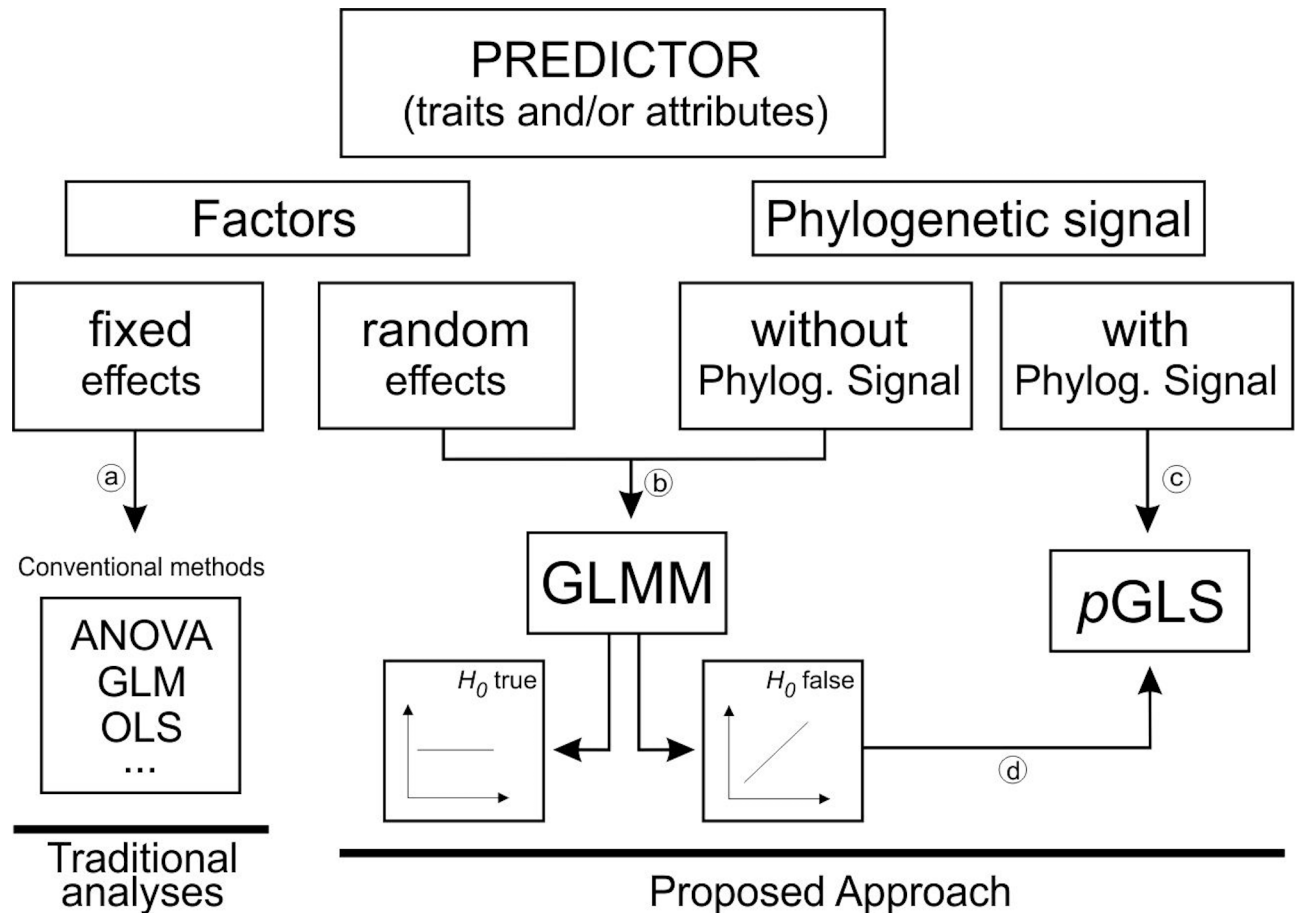 PREDICTOR
(traits and/or attributes)
Factors
Phylogenetic signal
fixed
effects
random
effects
without
Phylog. Signal
with
Phylog. Signal
a
b
c
Conventional methods
ANOVA
GLM
OLS
...
GLMM
pGLS
H0 true
H0 false
d
Traditional
analyses
Proposed Approach